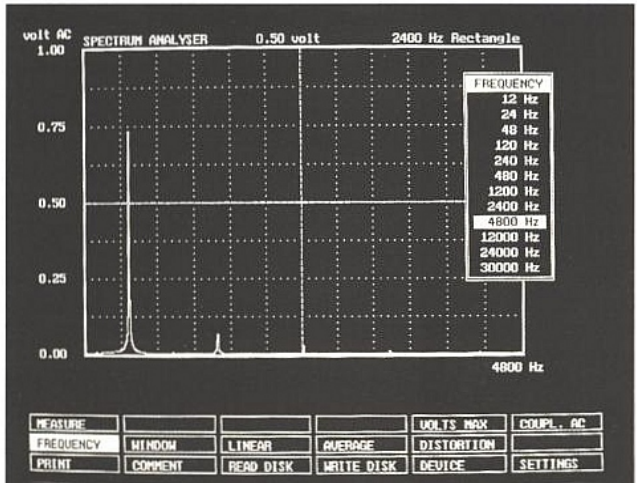 volt AC
SPECTRUM ANALYSER 0.50 volt 2400 Hz Rectangle
1.00
0.75
0.50
0.25
0.00
4800 Hz
FREQUENCY
12 Hz
24 Hz
48 Hz
120 Hz
240 Hz
480 Hz
1200 Hz
2400 Hz
4800 Hz
12000 Hz
24000 Hz
30000 Hz
MEASURE VOLTS MAX COUPL. AC
FREQUENCY WINDOW LINEAR AVERAGE DISTORTION
PRINT COMMENT READ DISK WRITE DISK DEVICE SETTINGS